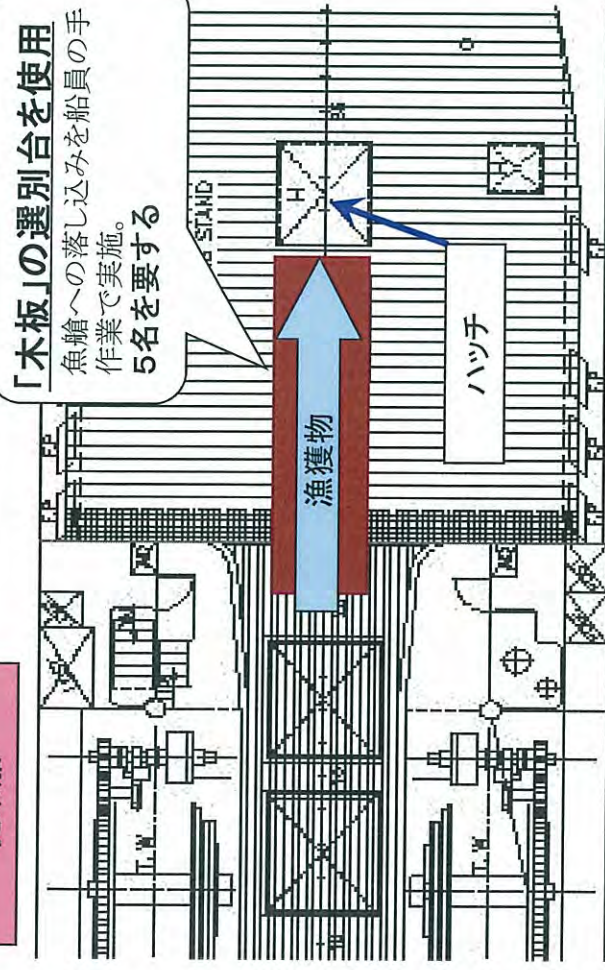 「木板」の選別台を使用
魚艙への落し込みを船員の手
作業で実施。
5名を要する
STAND
H
H
漁獲物
ハッチ
T.W
T.W
F.P
F.P
F.P
F.P
F.P
F.P